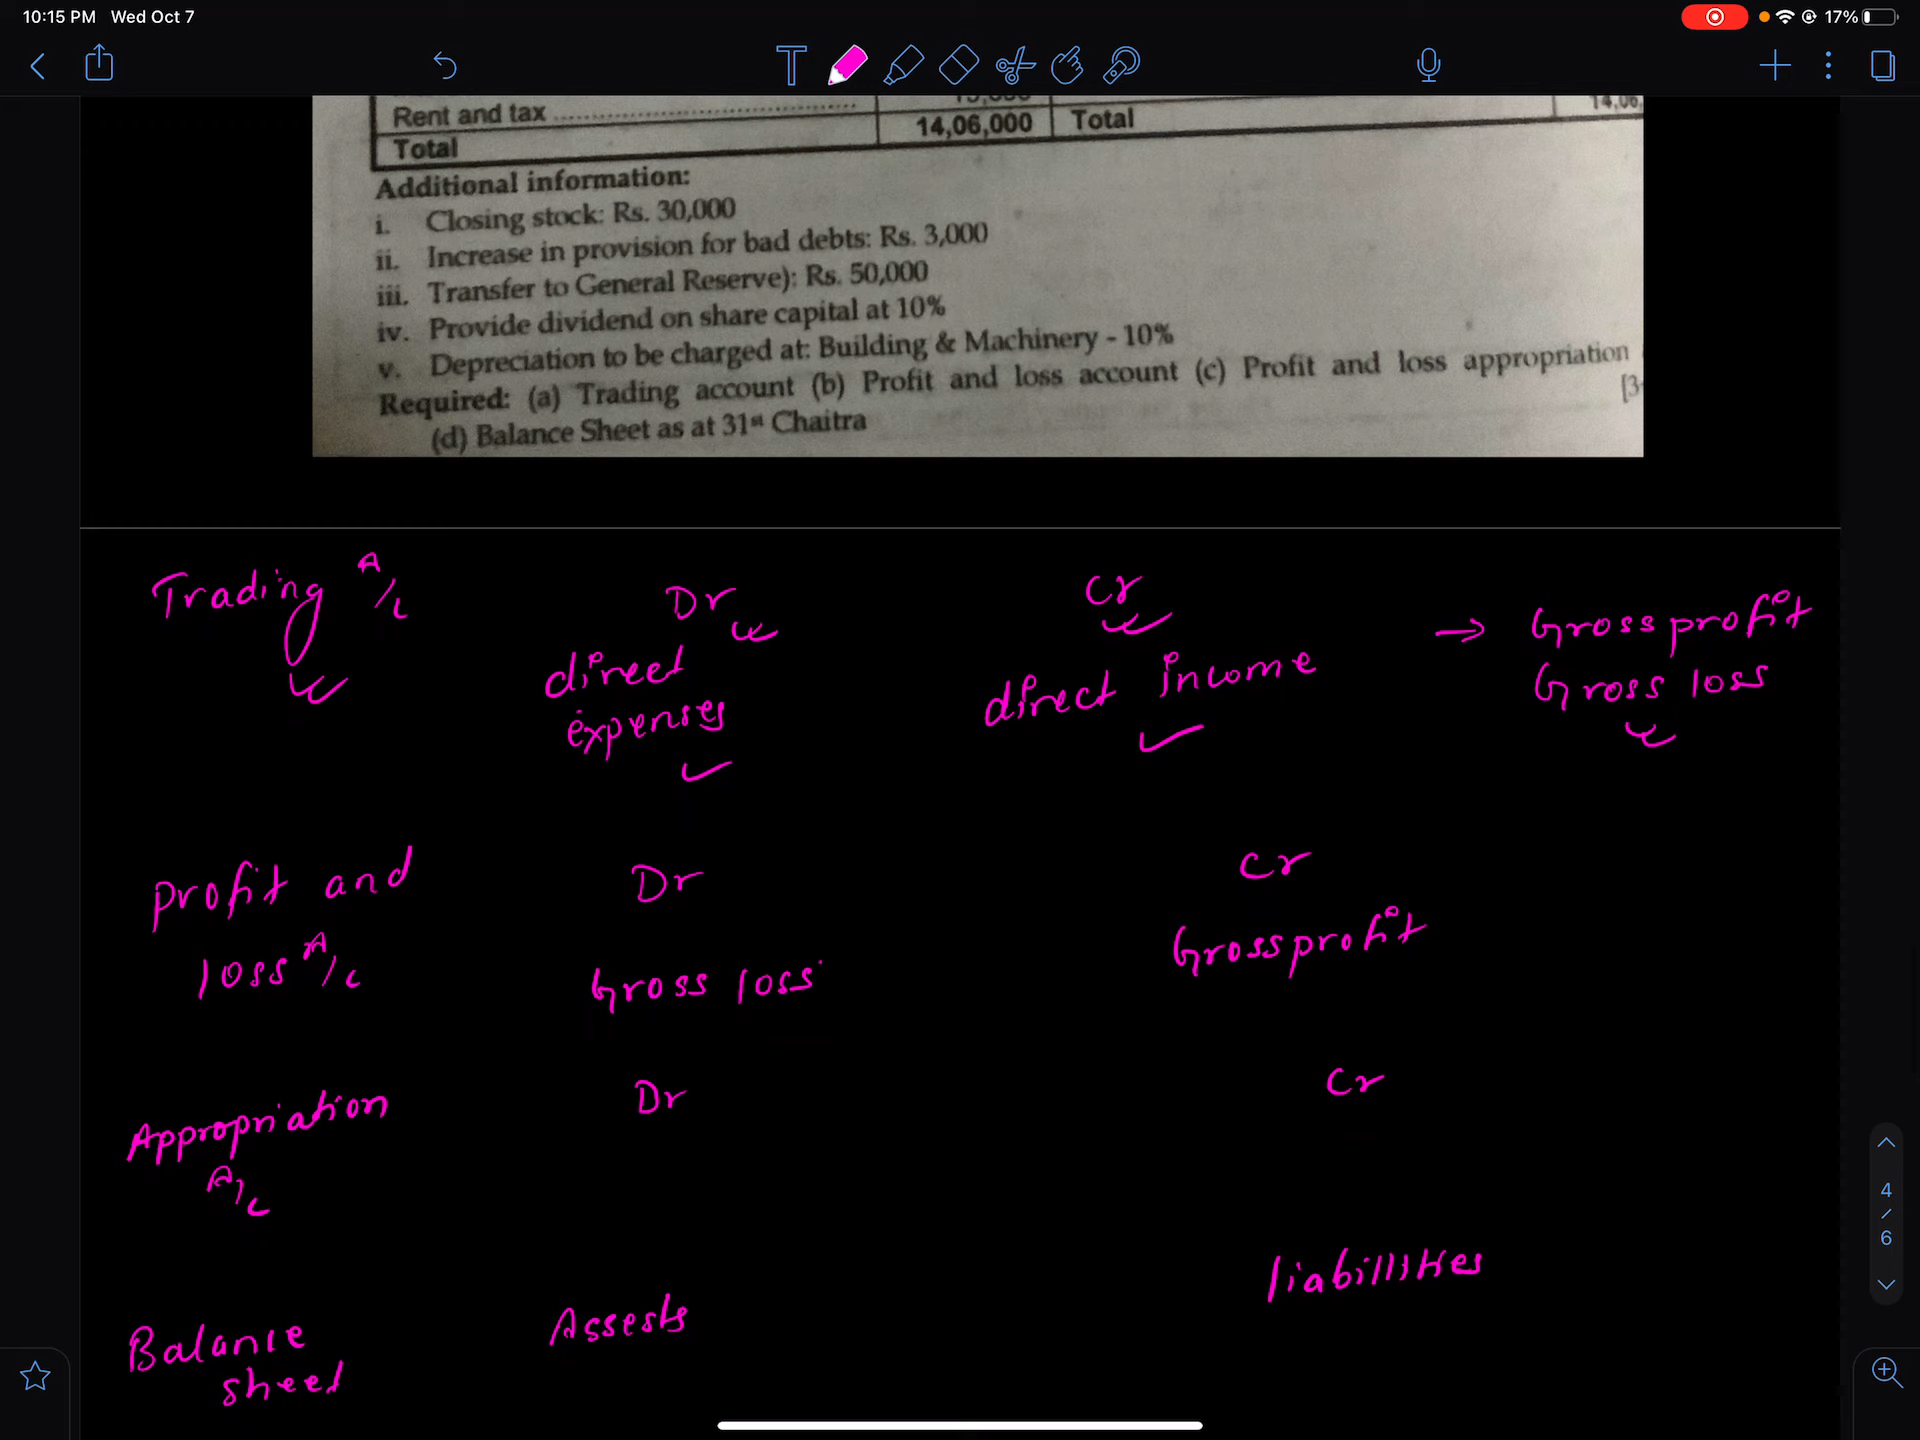 10:15 PM Wed Oct 7
17%
Rent and tax
14,06,
Total 14,06,000 Total
Additional information:
i. Closing stock: Rs. 30,000
ii. Increase in provision for bad debts: Rs. 3,000
iii. Transfer to General Reserve): Rs. 50,000
iv. Provide dividend on share capital at 10%
v. Depreciation to be charged at: Building & Machinery - 10%
Required: (a) Trading account (b) Profit and loss account (c) Profit and loss appropriation
[3
(d) Balance Sheet as at 31st Chaitra
Trading A/c Dr Cr → Gross profit
direct direct income Gross loss
expenses
profit and Dr Cr
loss A/c Gross loss Gross profit
Appropriation Dr Cr
A/c
Balance Assests liabillities
sheet
4
/
6